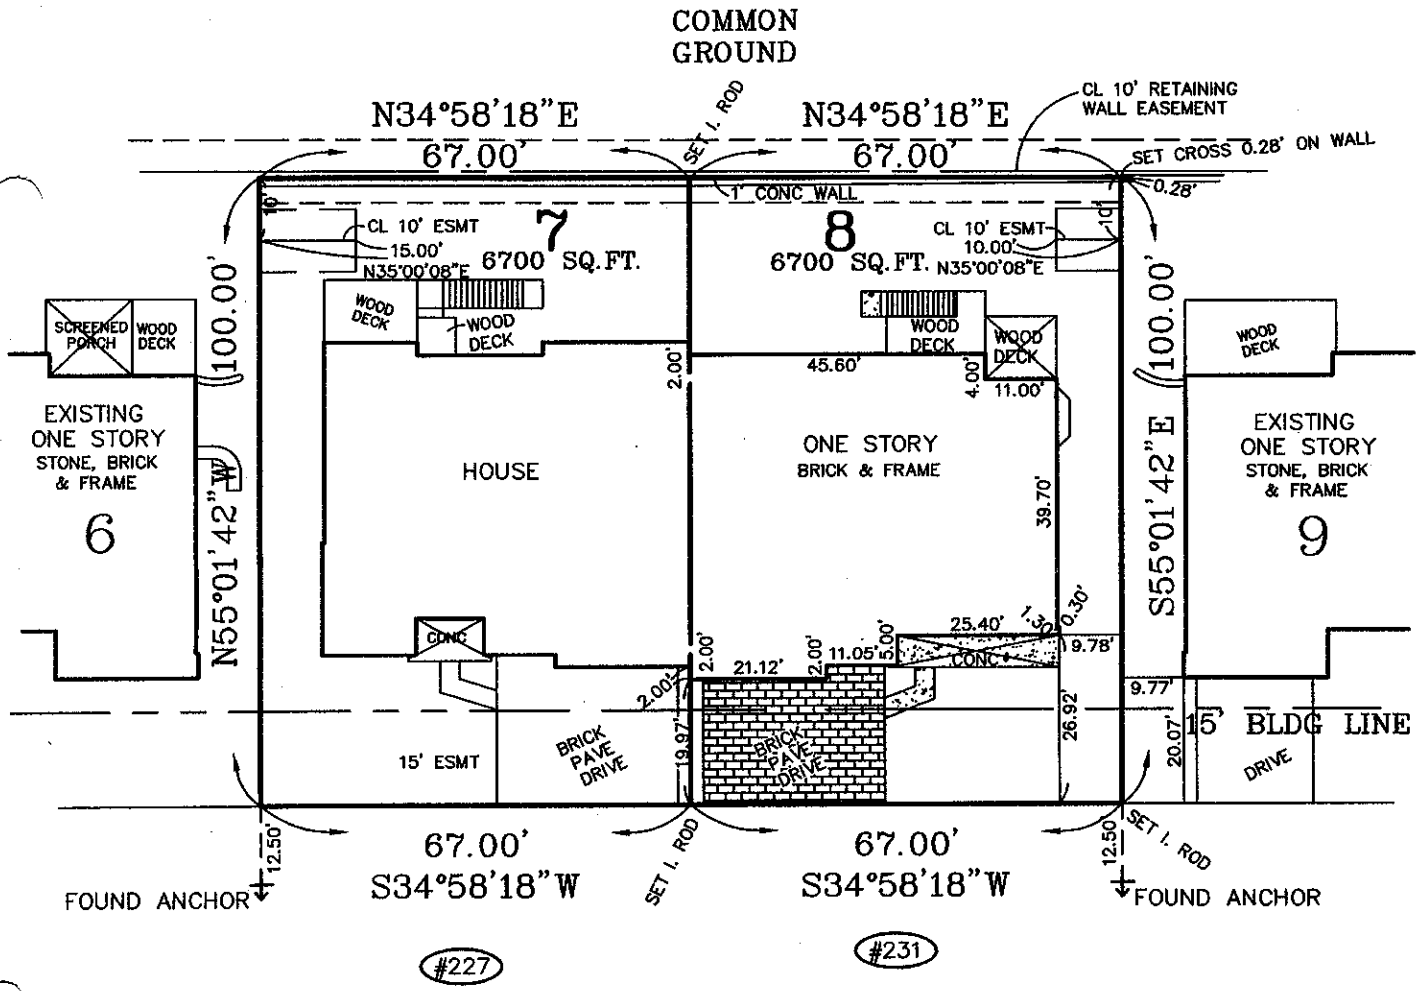 COMMON
GROUND
CL 10' RETAINING
WALL EASEMENT
N34°58'18"E
N34°58'18"E
SET I. ROD
67.00'
67.00'
SET CROSS 0.28' ON WALL
0.28'
1' CONC WALL
10'
10'
CL 10' ESMT
15.00'
N35°00'08"E
7
6700 SQ.FT.
8
6700 SQ.FT.
CL 10' ESMT
10.00'
N35°00'08"E
100.00'
100.00'
SCREENED
PORCH
WOOD
DECK
WOOD
DECK
WOOD
DECK
WOOD
DECK
WOOD
DECK
WOOD
DECK
2.00'
45.60'
4.00'
11.00'
EXISTING
ONE STORY
STONE, BRICK
& FRAME
6
N55°01'42"W
HOUSE
ONE STORY
BRICK & FRAME
39.70'
S55°01'42"E
EXISTING
ONE STORY
STONE, BRICK
& FRAME
9
CONC
2.00'
21.12'
2.00'
11.05'
5.00'
25.40'
1.30'
0.30'
CONC
9.78'
2.00'
9.77'
19.97'
26.92'
20.07'
15' BLDG LINE
15' ESMT
BRICK
PAVE
DRIVE
BRICK
PAVE
DRIVE
DRIVE
12.50'
67.00'
S34°58'18"W
SET I. ROD
67.00'
S34°58'18"W
12.50'
SET I. ROD
FOUND ANCHOR
FOUND ANCHOR
#227
#231